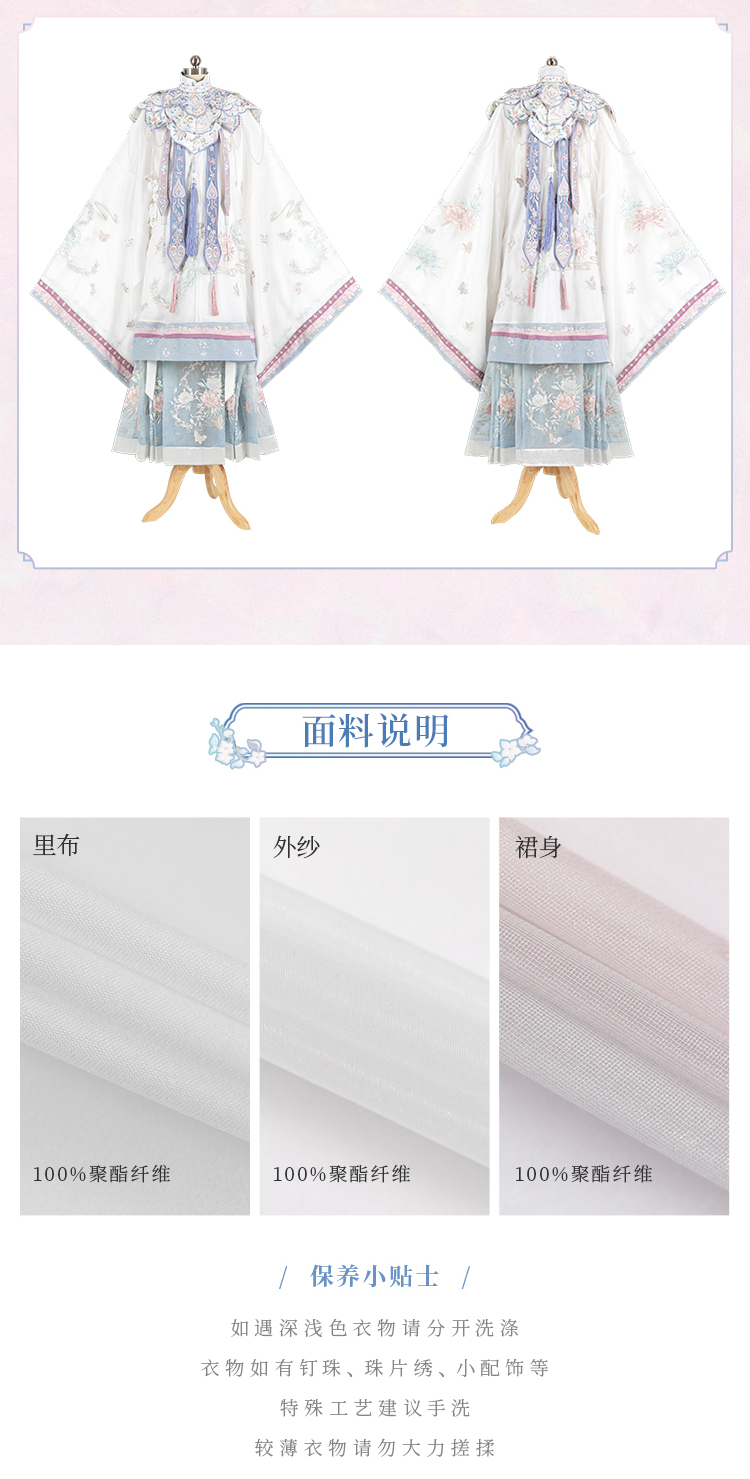 面料说明
里布
外纱
裙身
100%聚酯纤维
100%聚酯纤维
100%聚酯纤维
/ 保养小贴士 /
如遇深浅色衣物请分开洗涤
衣物如有钉珠、珠片绣、小配饰等
特殊工艺建议手洗
较薄衣物请勿大力搓揉